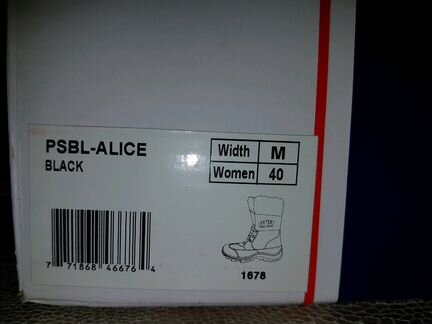 PSBL-ALICE
BLACK
Width M
Women 40
7 71868 46676 4
1678